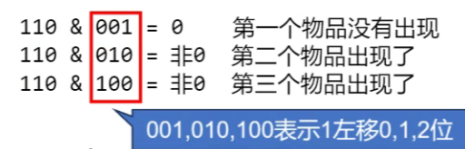 110 & 001 = 0 第一个物品没有出现
110 & 010 = 非0 第二个物品出现了
110 & 100 = 非0 第三个物品出现了
001,010,100表示1左移0,1,2位